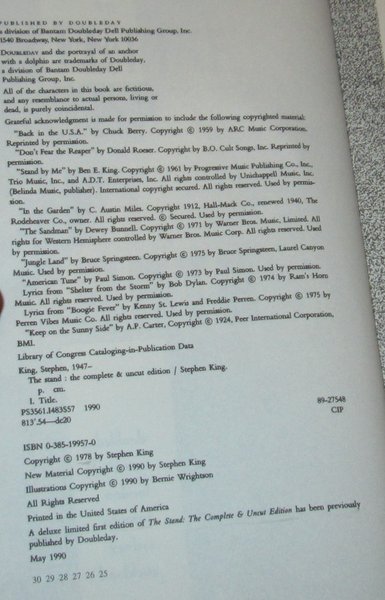 PUBLISHED BY DOUBLEDAY
a division of Bantam Doubleday Dell Publishing Group, Inc.
1540 Broadway, New York, New York 10036
DOUBLEDAY and the portrayal of an anchor
with a dolphin are trademarks of Doubleday,
a division of Bantam Doubleday Dell
Publishing Group, Inc.
All of the characters in this book are fictitious,
and any resemblance to actual persons, living or
dead, is purely coincidental.
Grateful acknowledgment is made for permission to include the following copyrighted material:
"Back in the U.S.A." by Chuck Berry. Copyright © 1959 by ARC Music Corporation.
Reprinted by permission.
"Don't Fear the Reaper" by Donald Roeser. Copyright by B.O. Cult Songs, Inc. Reprinted by
permission.
"Stand by Me" by Ben E. King. Copyright © 1961 by Progressive Music Publishing Co., Inc.,
Trio Music, Inc., and A.D.T. Enterprises, Inc. All rights controlled by Unichappell Music, Inc.
(Belinda Music, publisher). International copyright secured. All rights reserved. Used by permis-
sion.
"In the Garden" by C. Austin Miles. Copyright 1912, Hall-Mack Co., renewed 1940, The
Rodeheaver Co., owner. All rights reserved. © Secured. Used by permission.
"The Sandman" by Dewey Bunnell. Copyright © 1971 by Warner Bros. Music, Limited. All
rights for Western Hemisphere controlled by Warner Bros. Music Corp. All rights reserved. Used
by permission.
"Jungle Land" by Bruce Springsteen. Copyright © 1975 by Bruce Springsteen, Laurel Canyon
Music. Used by permission.
"American Tune" by Paul Simon. Copyright © 1973 by Paul Simon. Used by permission.
Lyrics from "Shelter from the Storm" by Bob Dylan. Copyright © 1974 by Ram's Horn
Music. All rights reserved. Used by permission.
Lyrics from "Boogie Fever" by Kenny St. Lewis and Freddie Perren. Copyright © 1975 by
Perren Vibes Music Co. All rights reserved. Used by permission.
"Keep on the Sunny Side" by A.P. Carter. Copyright © 1924, Peer International Corporation,
BMI.
Library of Congress Cataloging-in-Publication Data
King, Stephen, 1947–
The stand : the complete & uncut edition / Stephen King.
p. cm.
I. Title.
PS3561.I483S57 1990
813'.54—dc20 89-27548
CIP
ISBN 0-385-19957-0
Copyright © 1978 by Stephen King
New Material Copyright © 1990 by Stephen King
Illustrations Copyright © 1990 by Bernie Wrightson
All Rights Reserved
Printed in the United States of America
A deluxe limited first edition of The Stand: The Complete & Uncut Edition has been previously
published by Doubleday.
May 1990
30 29 28 27 26 25